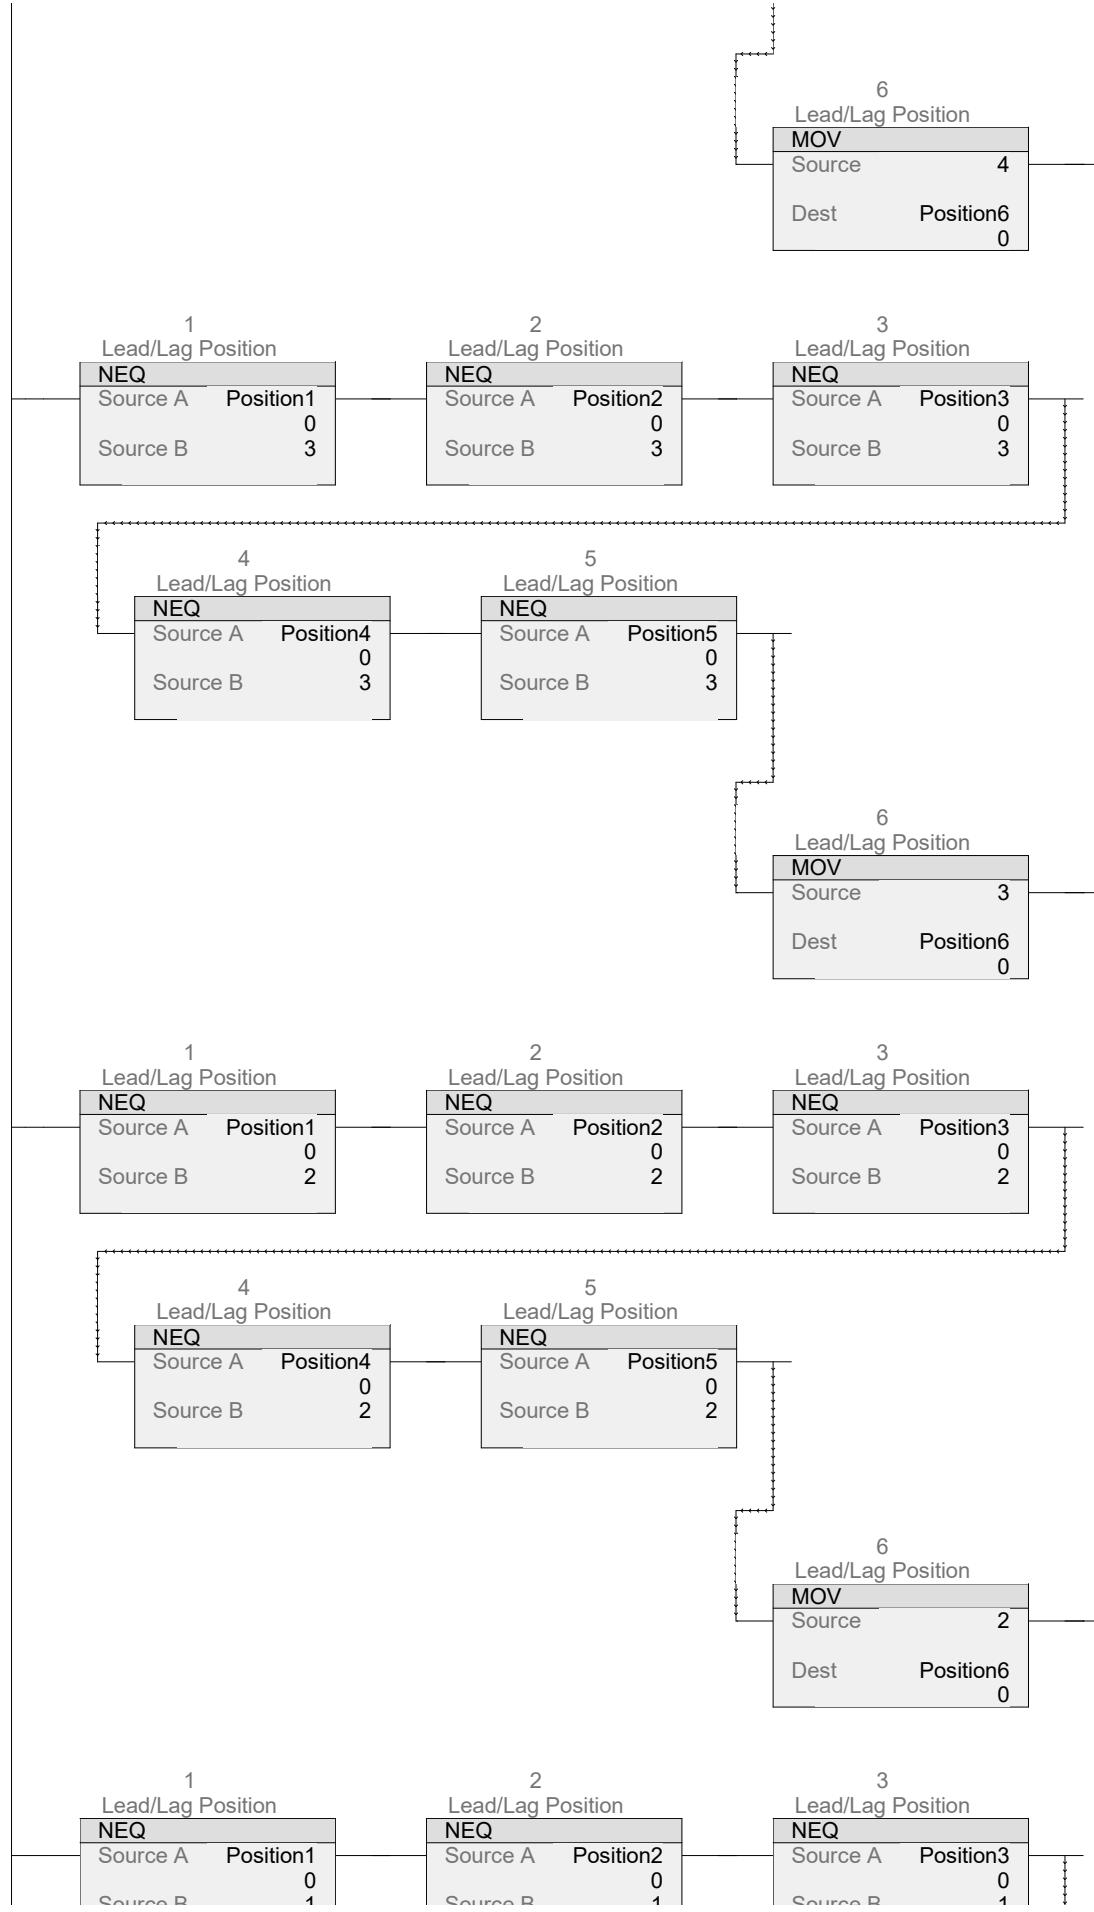 6
Lead/Lag Position
MOV
Source 4
Dest Position6
0
1 2 3
Lead/Lag Position Lead/Lag Position Lead/Lag Position
NEQ NEQ NEQ
Source A Position1 Source A Position2 Source A Position3
0 0 0
Source B 3 Source B 3 Source B 3
4 5
Lead/Lag Position Lead/Lag Position
NEQ NEQ
Source A Position4 Source A Position5
0 0
Source B 3 Source B 3
6
Lead/Lag Position
MOV
Source 3
Dest Position6
0
1 2 3
Lead/Lag Position Lead/Lag Position Lead/Lag Position
NEQ NEQ NEQ
Source A Position1 Source A Position2 Source A Position3
0 0 0
Source B 2 Source B 2 Source B 2
4 5
Lead/Lag Position Lead/Lag Position
NEQ NEQ
Source A Position4 Source A Position5
0 0
Source B 2 Source B 2
6
Lead/Lag Position
MOV
Source 2
Dest Position6
0
1 2 3
Lead/Lag Position Lead/Lag Position Lead/Lag Position
NEQ NEQ NEQ
Source A Position1 Source A Position2 Source A Position3
0 0 0
Source B 1 Source B 1 Source B 1